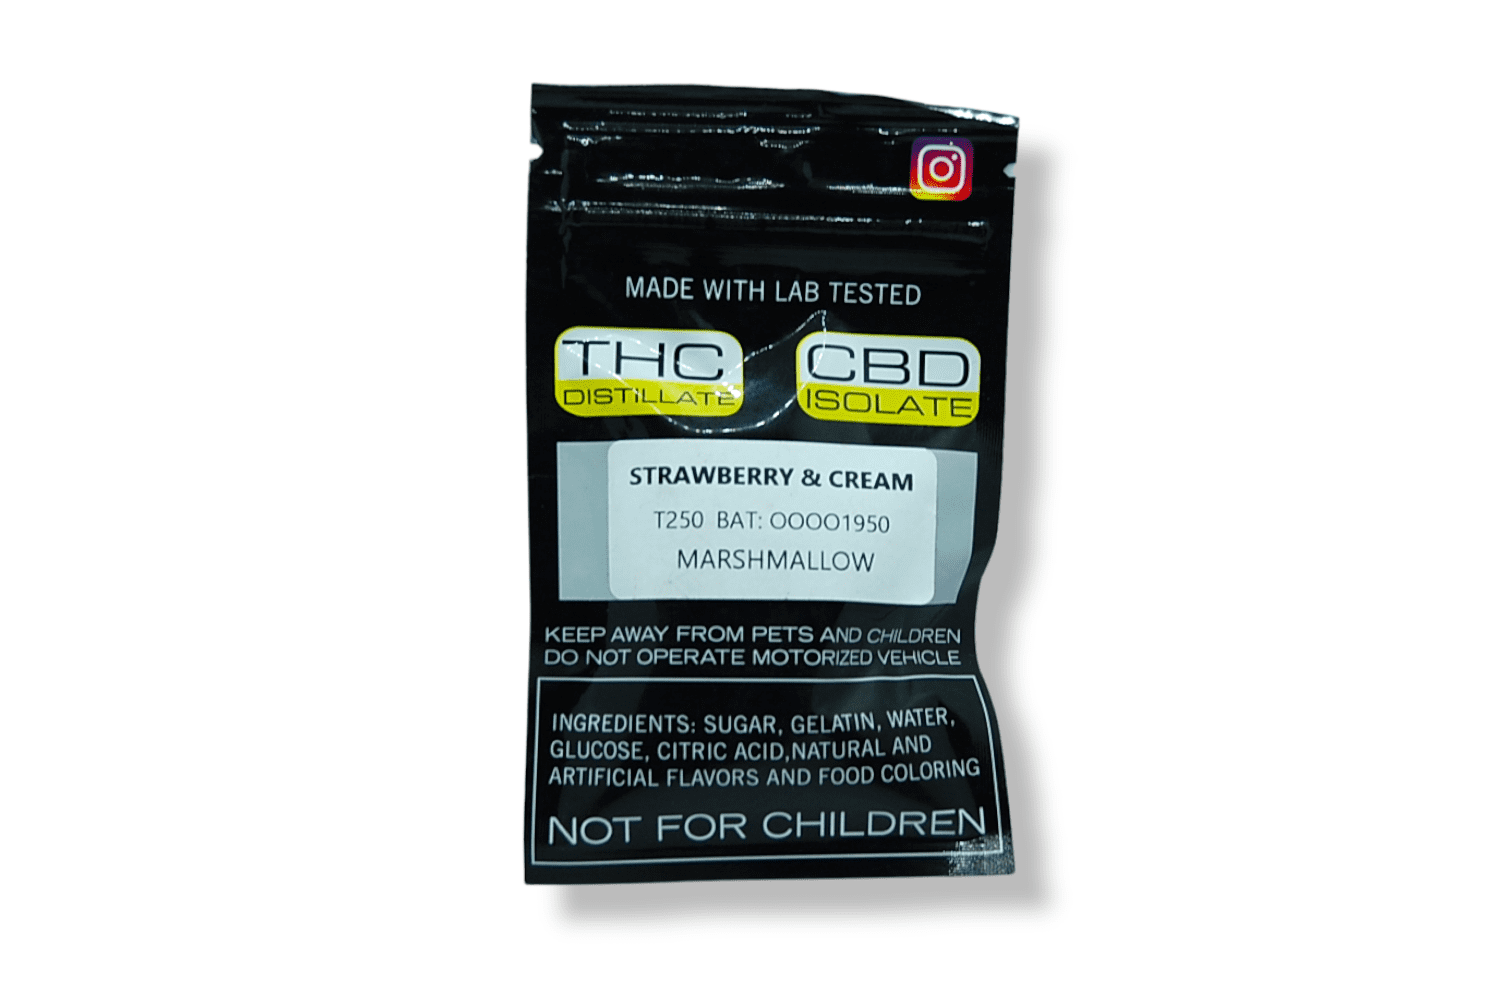 MADE WITH LAB TESTED
THC CBD
DISTILLATE ISOLATE
STRAWBERRY & CREAM
T250 BAT: OOOO1950
MARSHMALLOW
KEEP AWAY FROM PETS AND CHILDREN
DO NOT OPERATE MOTORIZED VEHICLE
INGREDIENTS: SUGAR, GELATIN, WATER,
GLUCOSE, CITRIC ACID,NATURAL AND
ARTIFICIAL FLAVORS AND FOOD COLORING
NOT FOR CHILDREN